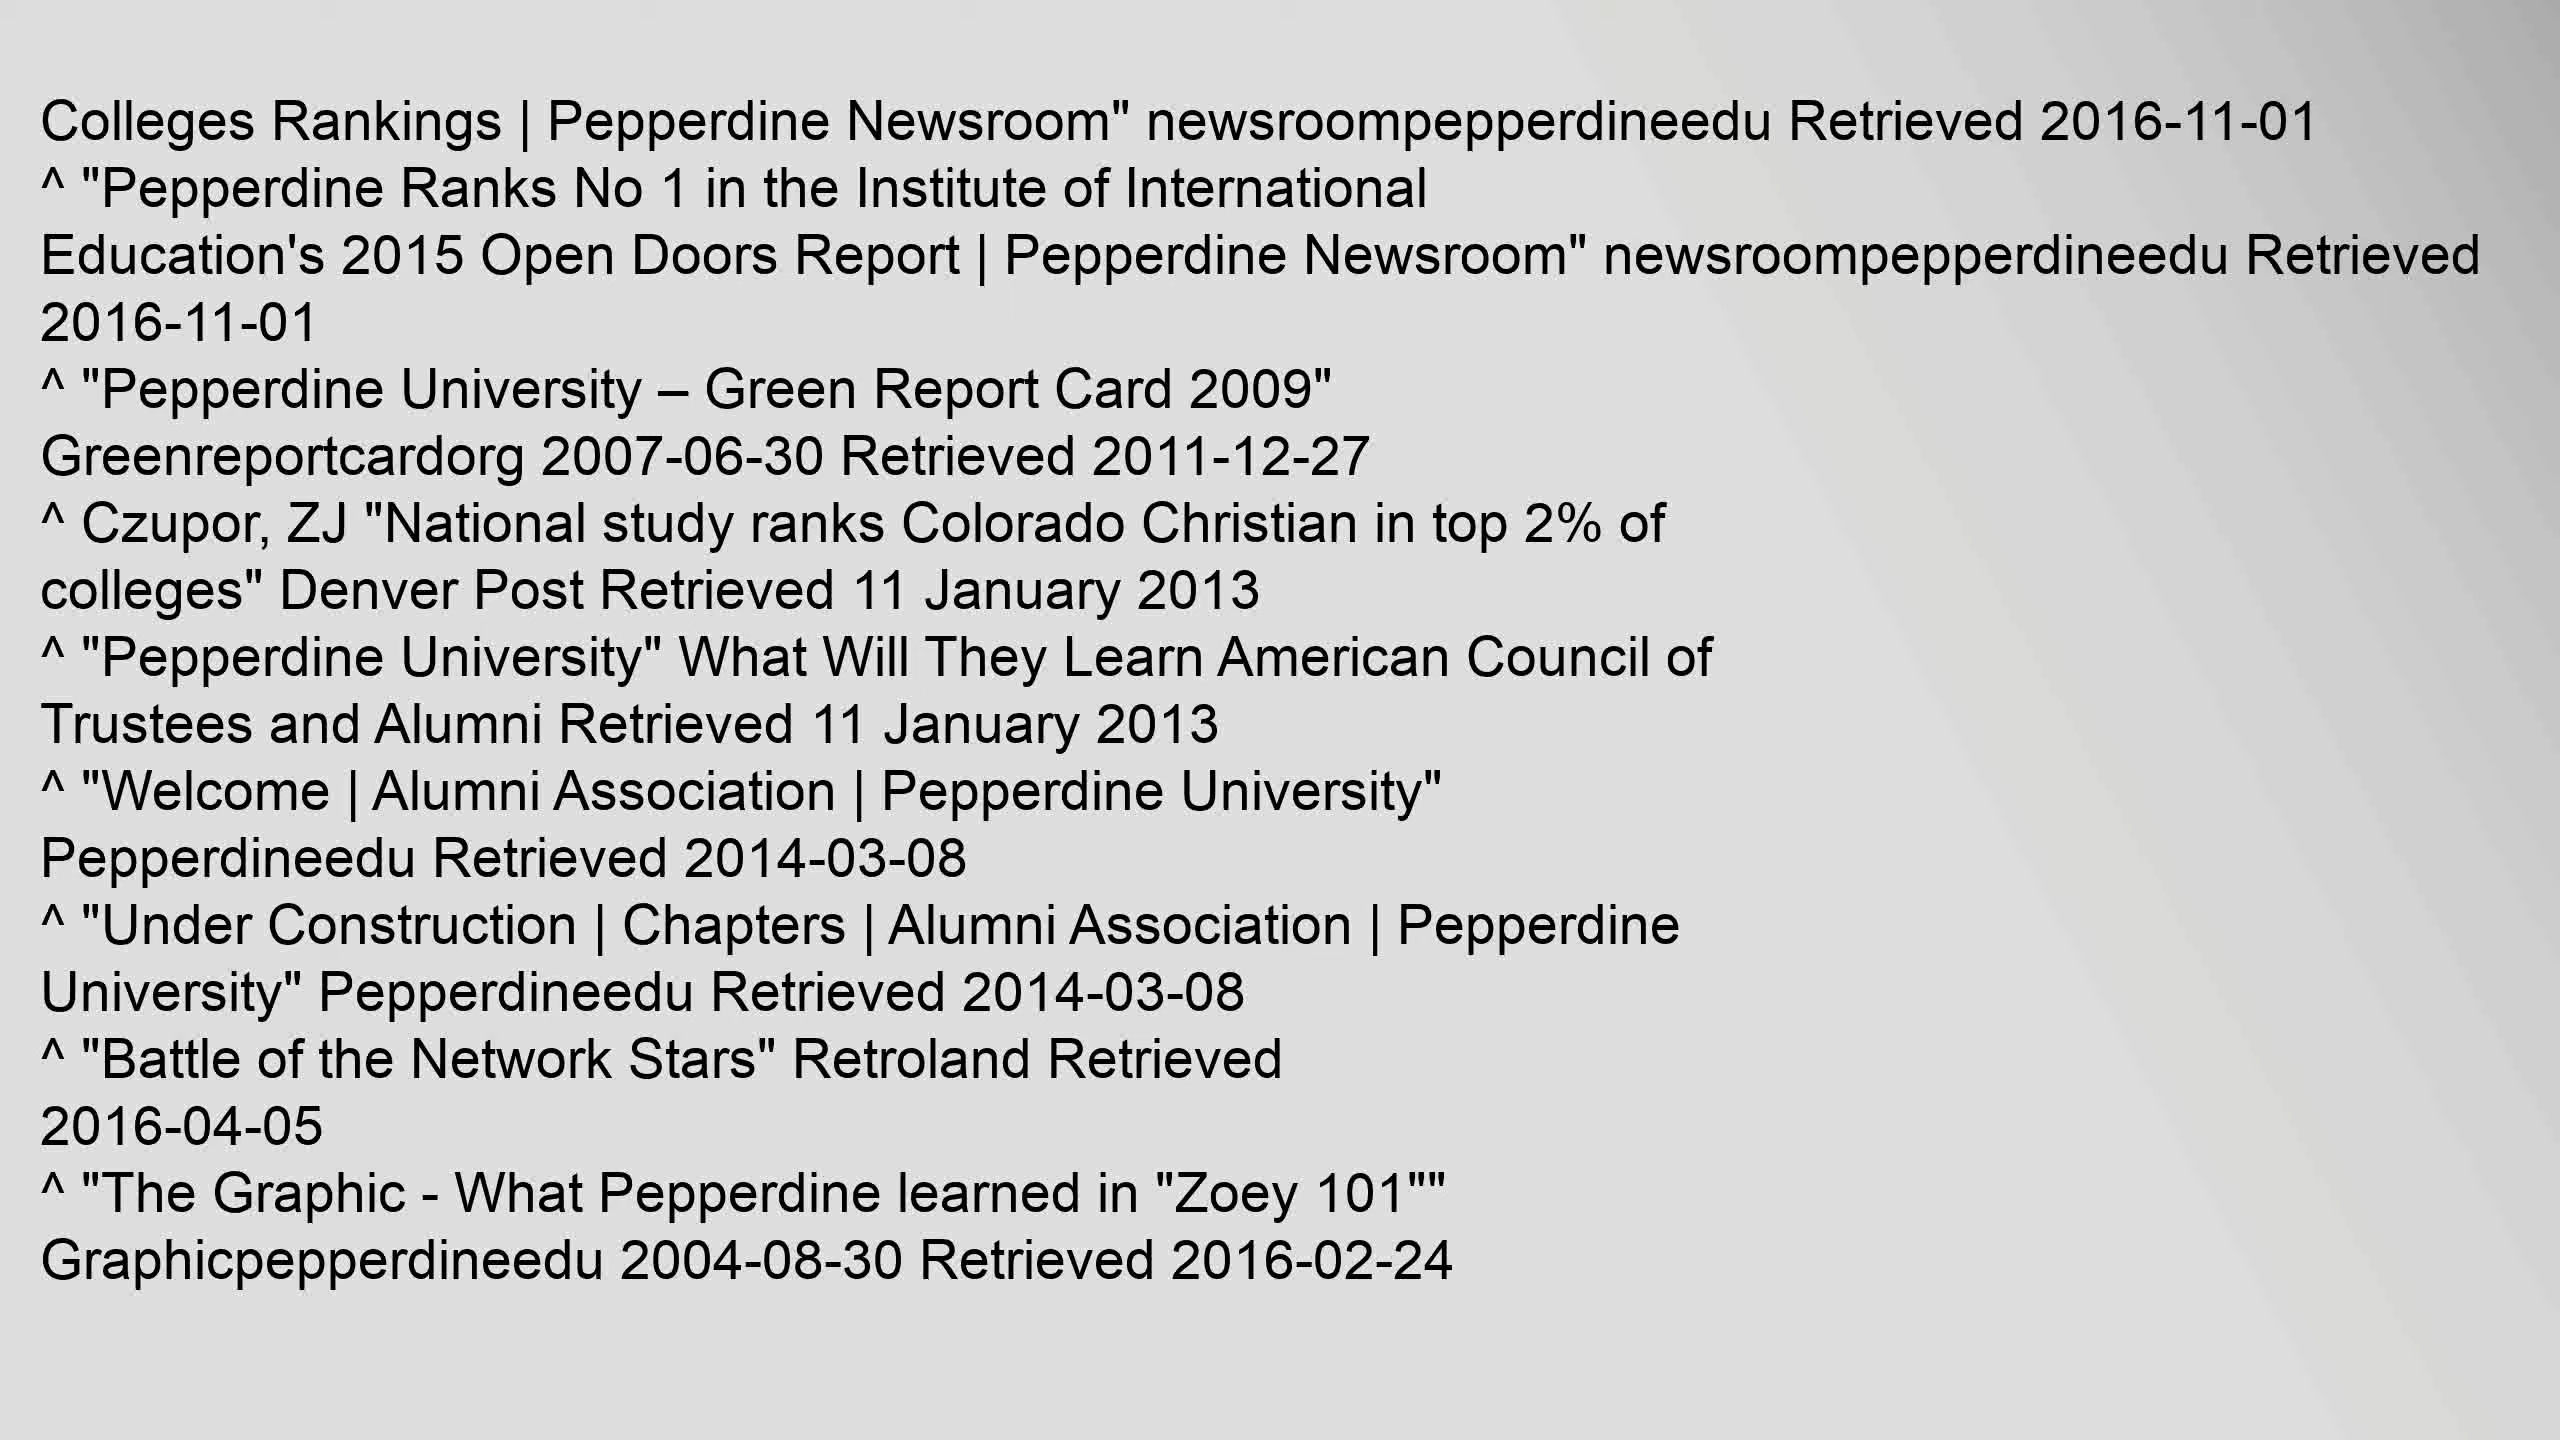 Colleges Rankings | Pepperdine Newsroom" newsroompepperdineedu Retrieved 2016-11-01
^ "Pepperdine Ranks No 1 in the Institute of International
Education's 2015 Open Doors Report | Pepperdine Newsroom" newsroompepperdineedu Retrieved
2016-11-01
^ "Pepperdine University – Green Report Card 2009"
Greenreportcardorg 2007-06-30 Retrieved 2011-12-27
^ Czupor, ZJ "National study ranks Colorado Christian in top 2% of
colleges" Denver Post Retrieved 11 January 2013
^ "Pepperdine University" What Will They Learn American Council of
Trustees and Alumni Retrieved 11 January 2013
^ "Welcome | Alumni Association | Pepperdine University"
Pepperdineedu Retrieved 2014-03-08
^ "Under Construction | Chapters | Alumni Association | Pepperdine
University" Pepperdineedu Retrieved 2014-03-08
^ "Battle of the Network Stars" Retroland Retrieved
2016-04-05
^ "The Graphic - What Pepperdine learned in "Zoey 101""
Graphicpepperdineedu 2004-08-30 Retrieved 2016-02-24